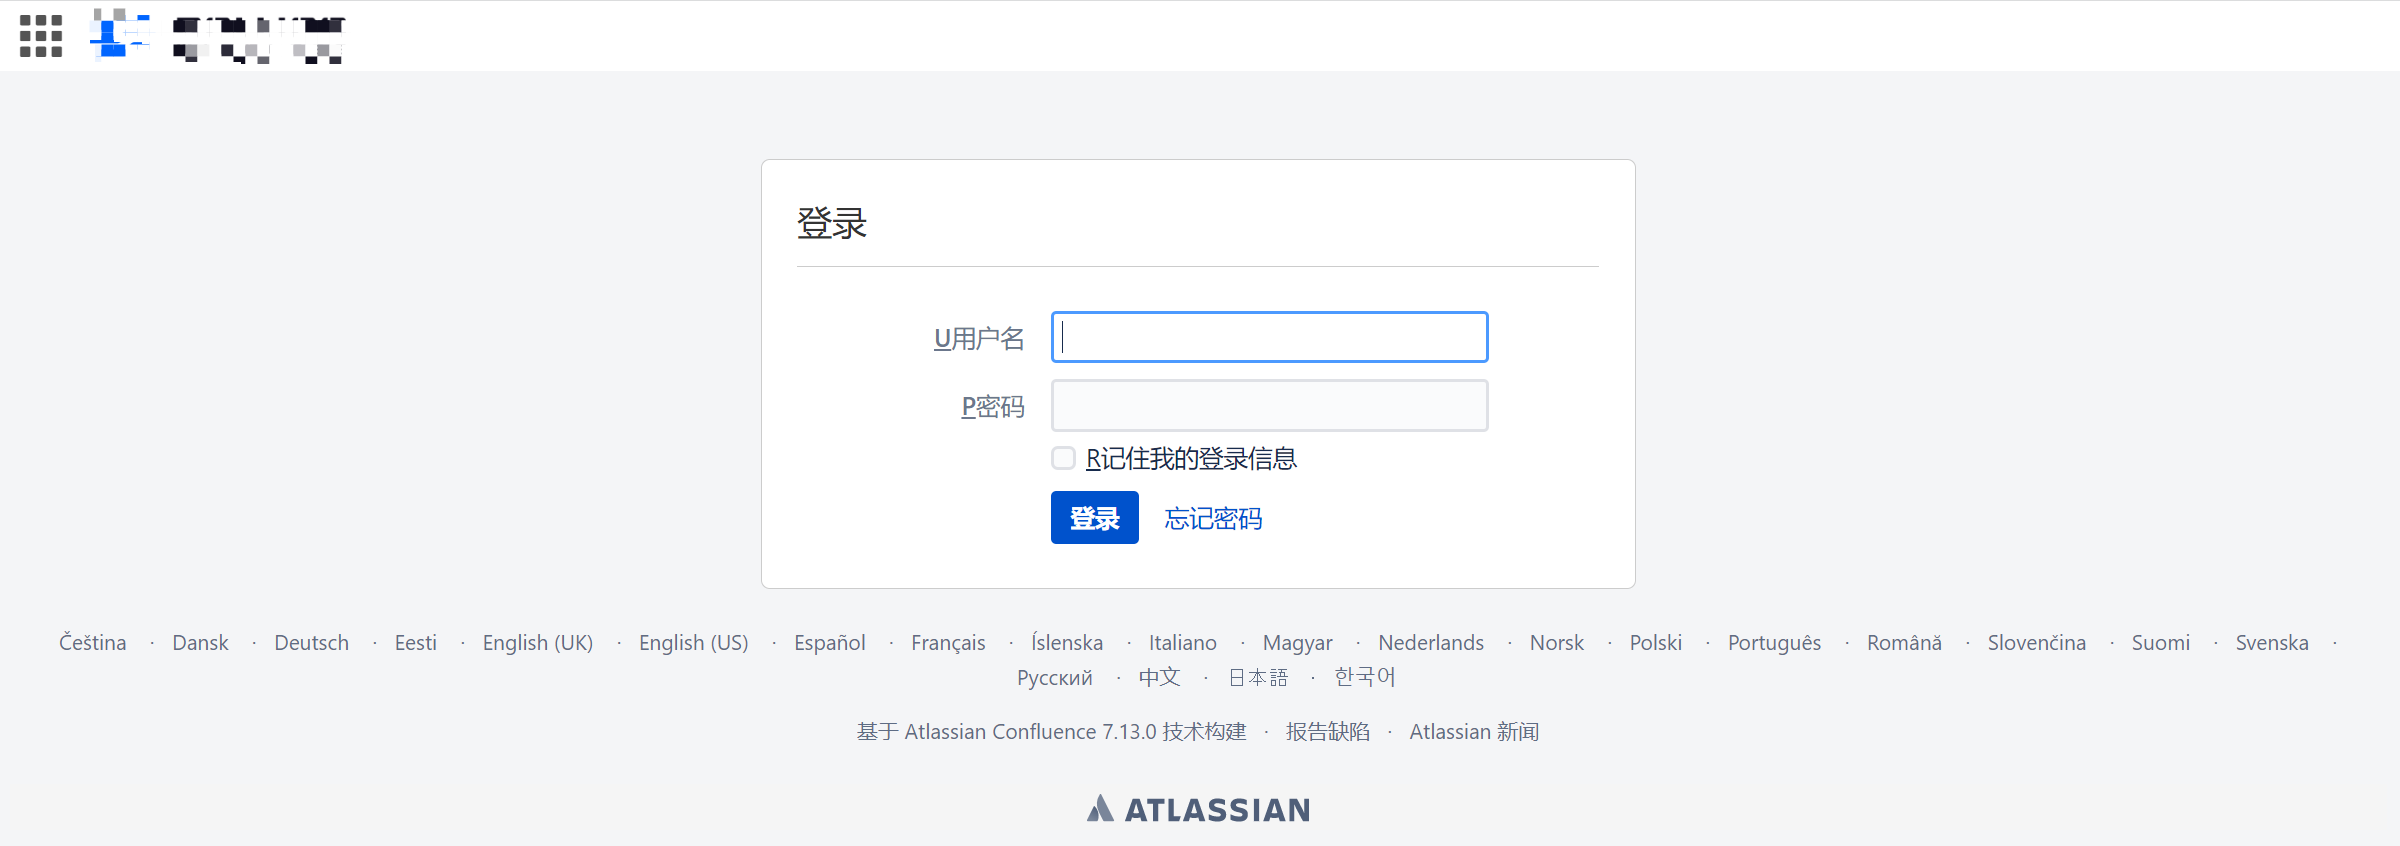 登录
U用户名
P密码
R记住我的登录信息
登录 忘记密码
Čeština · Dansk · Deutsch · Eesti · English (UK) · English (US) · Español · Français · Íslenska · Italiano · Magyar · Nederlands · Norsk · Polski · Português · Română · Slovenčina · Suomi · Svenska ·
Русский · 中文 · 日本語 · 한국어
基于 Atlassian Confluence 7.13.0 技术构建 · 报告缺陷 · Atlassian 新闻
ATLASSIAN